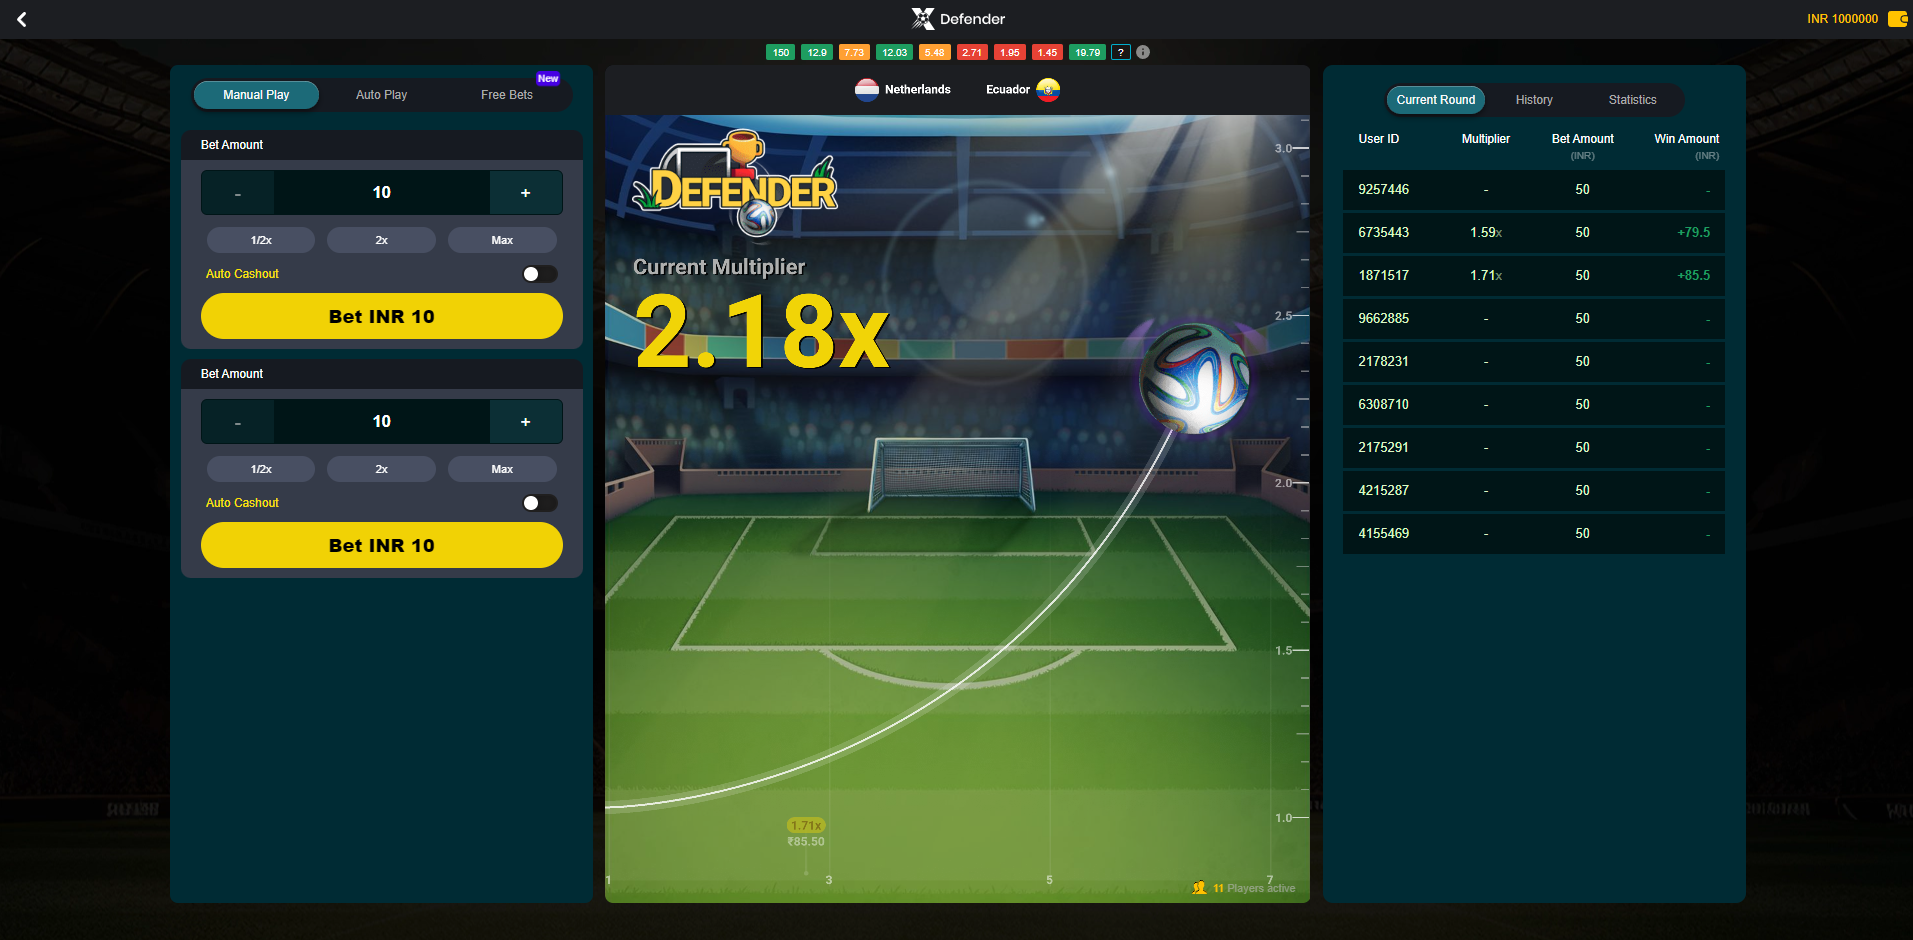 Defender
INR 1000000
150 12.9 7.73 12.03 5.48 2.71 1.95 1.45 19.79 ?
Manual Play
Auto Play
Free Bets
New
Bet Amount
- 10 +
1/2x 2x Max
Auto Cashout
Bet INR 10
Bet Amount
- 10 +
1/2x 2x Max
Auto Cashout
Bet INR 10
Netherlands Ecuador
DEFENDER
Current Multiplier
2.18x
3.0
2.5
2.0
1.5
1.0
1.71x
₹85.50
1 3 5 7
11 Players active
Current Round
History
Statistics
User ID Multiplier Bet Amount Win Amount
(INR) (INR)
9257446 - 50 -
6735443 1.59x 50 +79.5
1871517 1.71x 50 +85.5
9662885 - 50 -
2178231 - 50 -
6308710 - 50 -
2175291 - 50 -
4215287 - 50 -
4155469 - 50 -